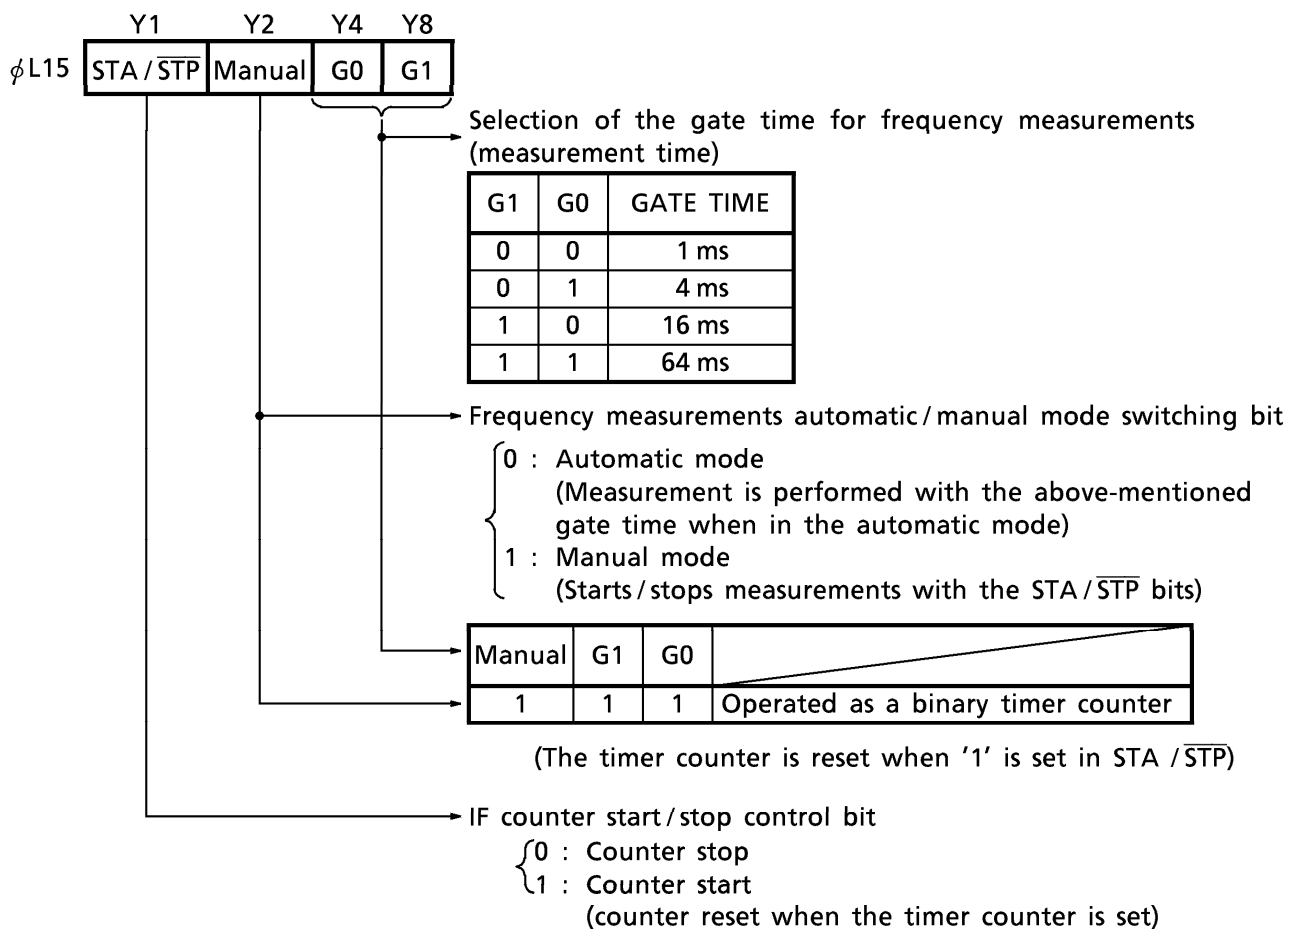 Y1 Y2 Y4 Y8
ϕL15 STA / S̅T̅P̅ Manual G0 G1
Selection of the gate time for frequency measurements
(measurement time)
G1 G0 GATE TIME
0 0 1 ms
0 1 4 ms
1 0 16 ms
1 1 64 ms
Frequency measurements automatic / manual mode switching bit
0 : Automatic mode
(Measurement is performed with the above-mentioned
gate time when in the automatic mode)
1 : Manual mode
(Starts / stops measurements with the STA / S̅T̅P̅ bits)
Manual G1 G0
1 1 1 Operated as a binary timer counter
(The timer counter is reset when '1' is set in STA / S̅T̅P̅)
IF counter start / stop control bit
0 : Counter stop
1 : Counter start
(counter reset when the timer counter is set)